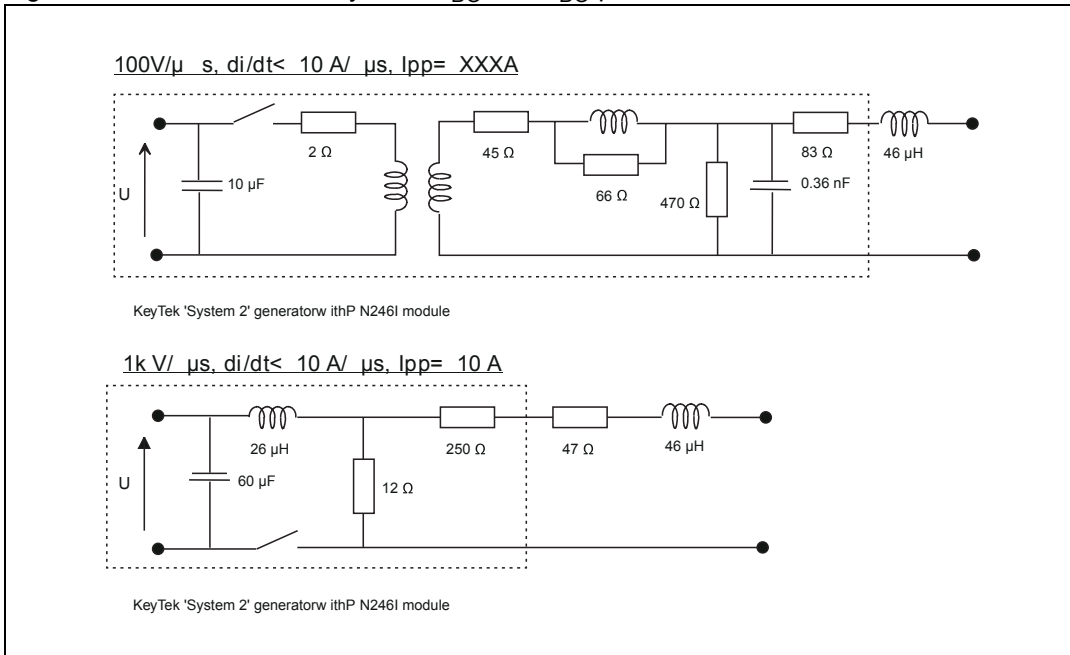 100V/µ s, di/dt< 10 A/ µs, Ipp= XXXA
2 Ω
45 Ω
66 Ω
83 Ω
46 µH
U
10 µF
470 Ω
0.36 nF
KeyTek 'System 2' generatorw ithP N246I module
1k V/ µs, di/dt< 10 A/ µs, Ipp= 10 A
26 µH
250 Ω
47 Ω
46 µH
U
60 µF
12 Ω
KeyTek 'System 2' generatorw ithP N246I module